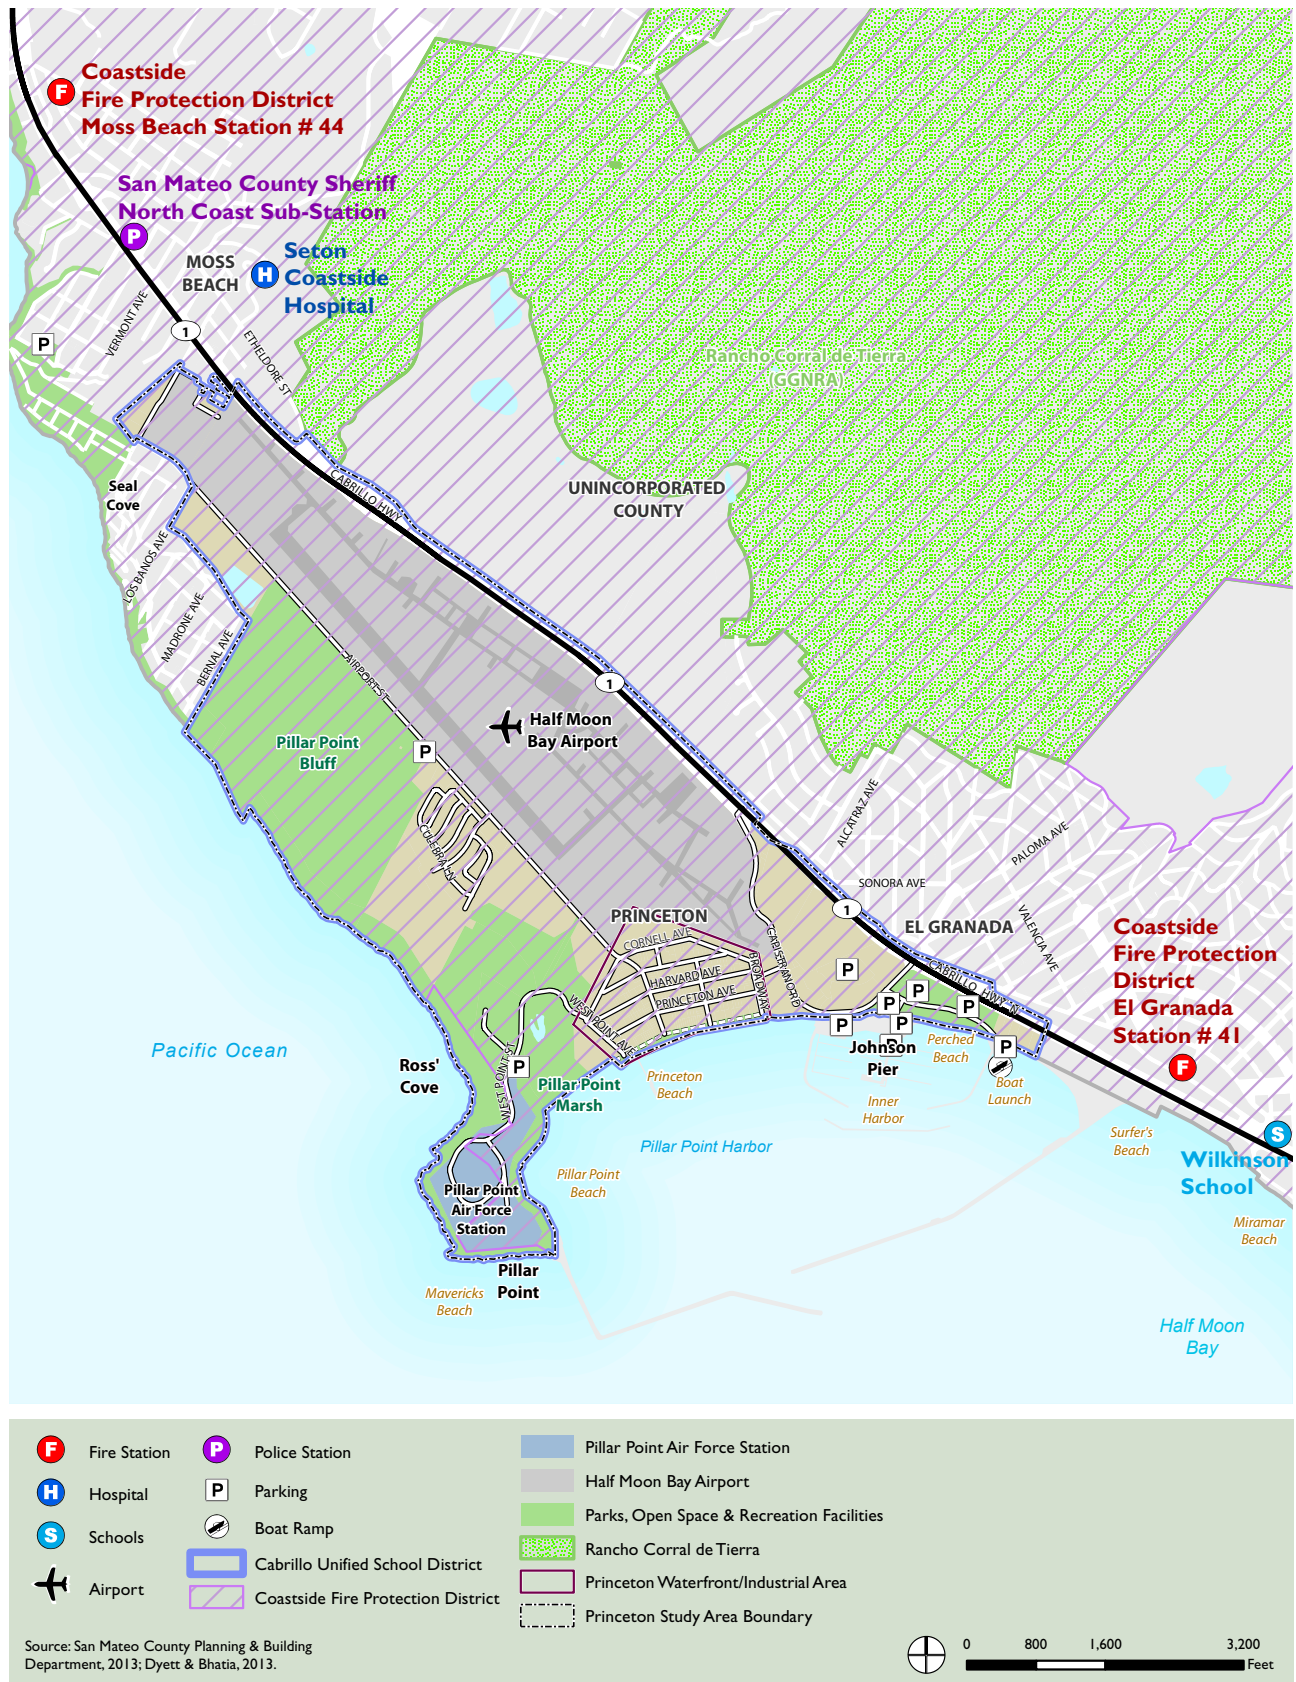 Coastside
Fire Protection District
Moss Beach Station # 44
F
San Mateo County Sheriff
North Coast Sub-Station
P
MOSS
BEACH
H
Seton
Coastside
Hospital
VERMONT AVE
1
ETHELDORE ST
P
Rancho Corral de Tierra
(GGNRA)
Seal
Cove
CABRILLO HWY
UNINCORPORATED
COUNTY
LOS BANOS AVE
MADRONE AVE
BERNAL AVE
AIRPORT ST
1
Half Moon
Bay Airport
Pillar Point
Bluff
P
COLEBRA LN
ALCATRAZ AVE
PALOMA AVE
SONORA AVE
1
PRINCETON
EL GRANADA
VALENCIA AVE
CORNELL AVE
HARVARD AVE
PRINCETON AVE
BROADWAY
CAPISTRANO RD
WEST POINT AVE
CABRILLO HWY N
Coastside
Fire Protection
District
El Granada
Station # 41
F
P
P
P
P
P
P
P
P
Johnson
Pier
Perched
Beach
Boat
Launch
Pacific Ocean
Ross'
Cove
WEST POINT ST
P
Pillar Point
Marsh
Princeton
Beach
Inner
Harbor
Surfer's
Beach
S
Wilkinson
School
Pillar Point Harbor
Pillar Point
Beach
Pillar Point
Air Force
Station
Miramar
Beach
Pillar
Point
Mavericks
Beach
Half Moon
Bay
F Fire Station
H Hospital
S Schools
Airport
P Police Station
P Parking
Boat Ramp
Cabrillo Unified School District
Coastside Fire Protection District
Pillar Point Air Force Station
Half Moon Bay Airport
Parks, Open Space & Recreation Facilities
Rancho Corral de Tierra
Princeton Waterfront/Industrial Area
Princeton Study Area Boundary
Source: San Mateo County Planning & Building
Department, 2013; Dyett & Bhatia, 2013.
0 800 1,600 3,200
Feet